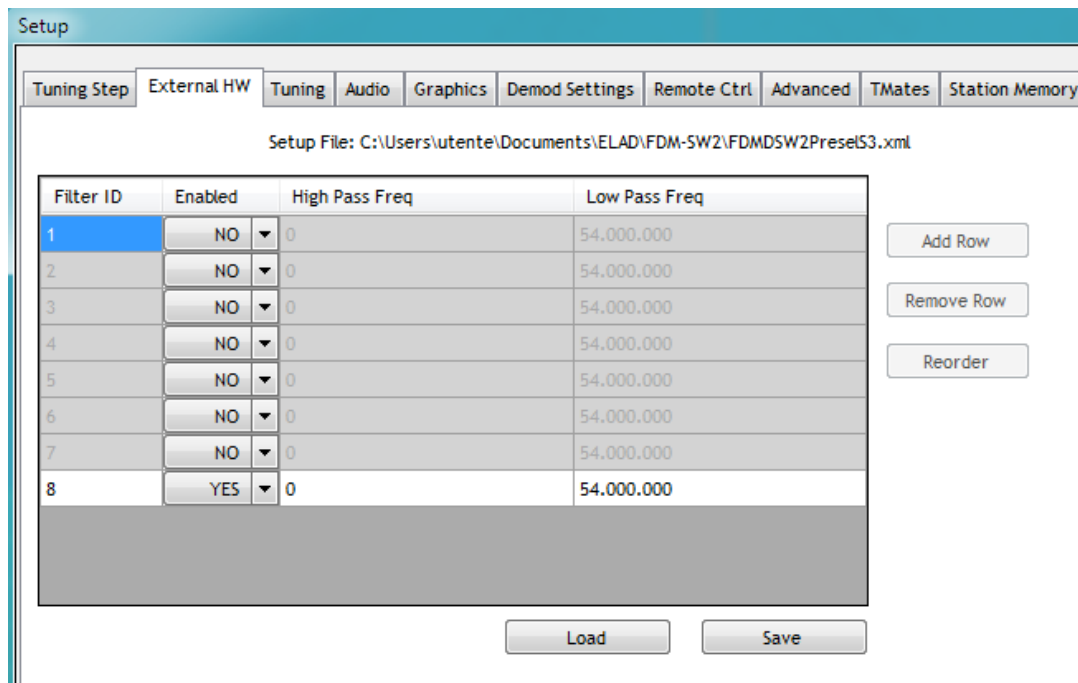 Setup
Tuning Step External HW Tuning Audio Graphics Demod Settings Remote Ctrl Advanced TMates Station Memory
Setup File: C:\Users\utente\Documents\ELAD\FDM-SW2\FDMDSW2PreselS3.xml
Filter ID Enabled High Pass Freq Low Pass Freq
1 NO 0 54.000.000
2 NO 0 54.000.000
3 NO 0 54.000.000
4 NO 0 54.000.000
5 NO 0 54.000.000
6 NO 0 54.000.000
7 NO 0 54.000.000
8 YES 0 54.000.000
Add Row
Remove Row
Reorder
Load Save